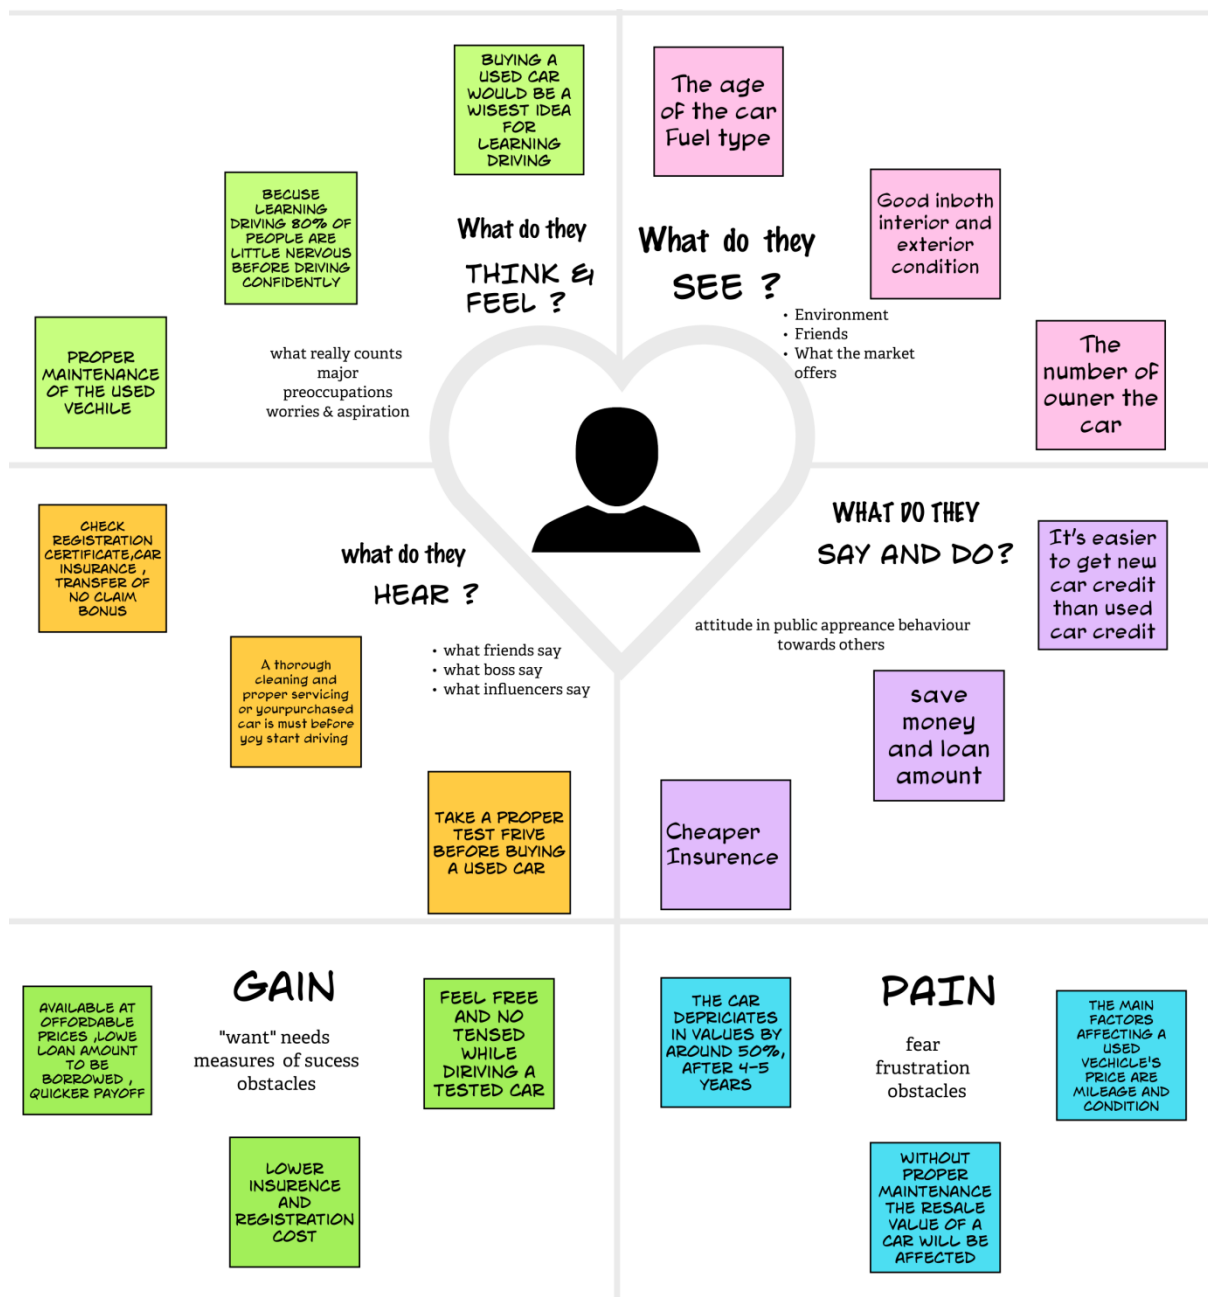 BUYING A
USED CAR
WOULD BE A
WISEST IDEA
FOR
LEARNING
DRIVING
BECUSE
LEARNING
DRIVING 80% OF
PEOPLE ARE
LITTLE NERVOUS
BEFORE DRIVING
CONFIDENTLY
PROPER
MAINTENANCE
OF THE USED
VECHILE
What do they
THINK &
FEEL ?
what really counts
major
preoccupations
worries & aspiration
The age
of the car
Fuel type
Good inboth
interior and
exterior
condition
The
number of
owner the
car
What do they
SEE ?
• Environment
• Friends
• What the market
offers
CHECK
REGISTRATION
CERTIFICATE,CAR
INSURANCE ,
TRANSFER OF
NO CLAIM
BONUS
A thorough
cleaning and
proper servicing
or yourpurchased
car is must before
yoy start driving
TAKE A PROPER
TEST FRIVE
BEFORE BUYING
A USED CAR
what do they
HEAR ?
• what friends say
• what boss say
• what influencers say
WHAT DO THEY
SAY AND DO?
attitude in public appreance behaviour
towards others
It's easier
to get new
car credit
than used
car credit
save
money
and loan
amount
Cheaper
Insurence
GAIN
"want" needs
measures of sucess
obstacles
AVAILABLE AT
OFFORDABLE
PRICES ,LOWE
LOAN AMOUNT
TO BE
BORROWED ,
QUICKER PAYOFF
FEEL FREE
AND NO
TENSED
WHILE
DIRIVING A
TESTED CAR
LOWER
INSURENCE
AND
REGISTRATION
COST
PAIN
fear
frustration
obstacles
THE CAR
DEPRICIATES
IN VALUES BY
AROUND 50%,
AFTER 4-5
YEARS
THE MAIN
FACTORS
AFFECTING A
USED
VECHICLE'S
PRICE ARE
MILEAGE AND
CONDITION
WITHOUT
PROPER
MAINTENANCE
THE RESALE
VALUE OF A
CAR WILL BE
AFFECTED